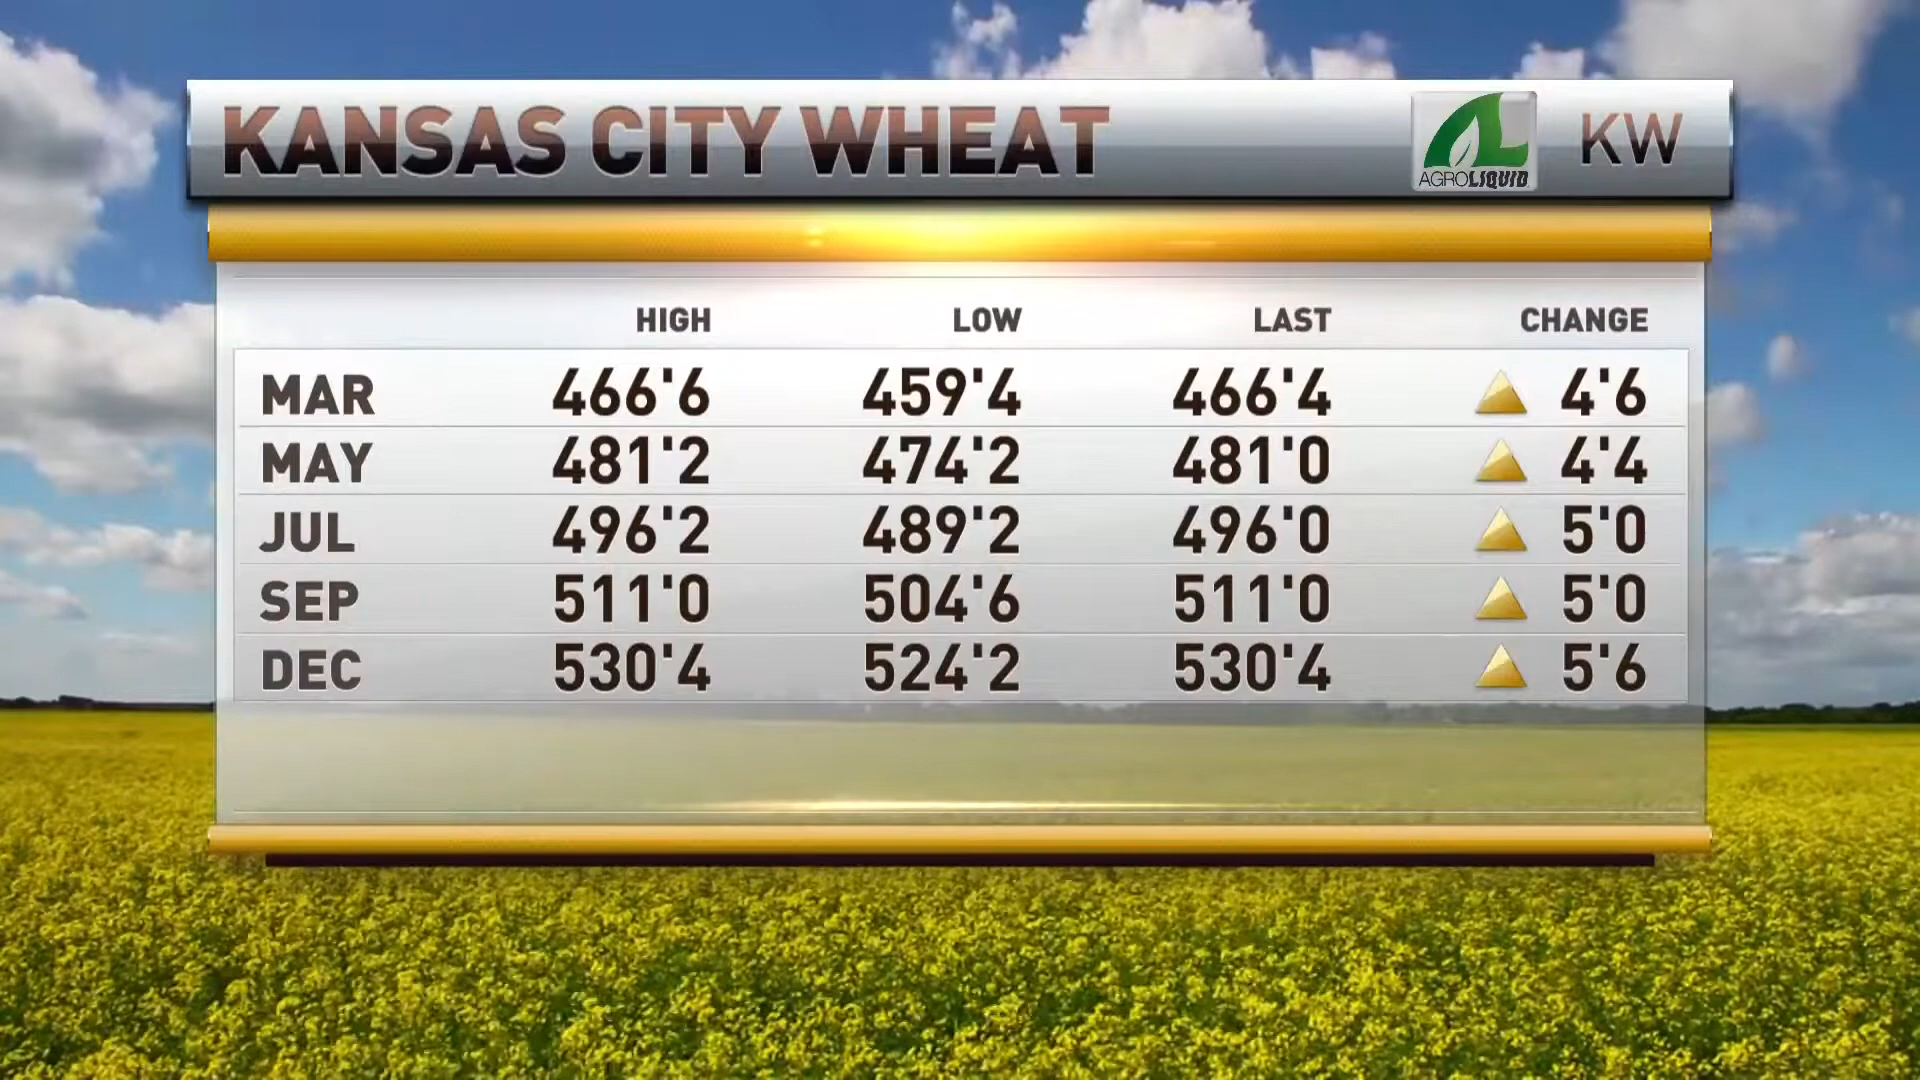 KANSAS CITY WHEAT AGROLIQUID KW
HIGH LOW LAST CHANGE
MAR 466'6 459'4 466'4 4'6
MAY 481'2 474'2 481'0 4'4
JUL 496'2 489'2 496'0 5'0
SEP 511'0 504'6 511'0 5'0
DEC 530'4 524'2 530'4 5'6